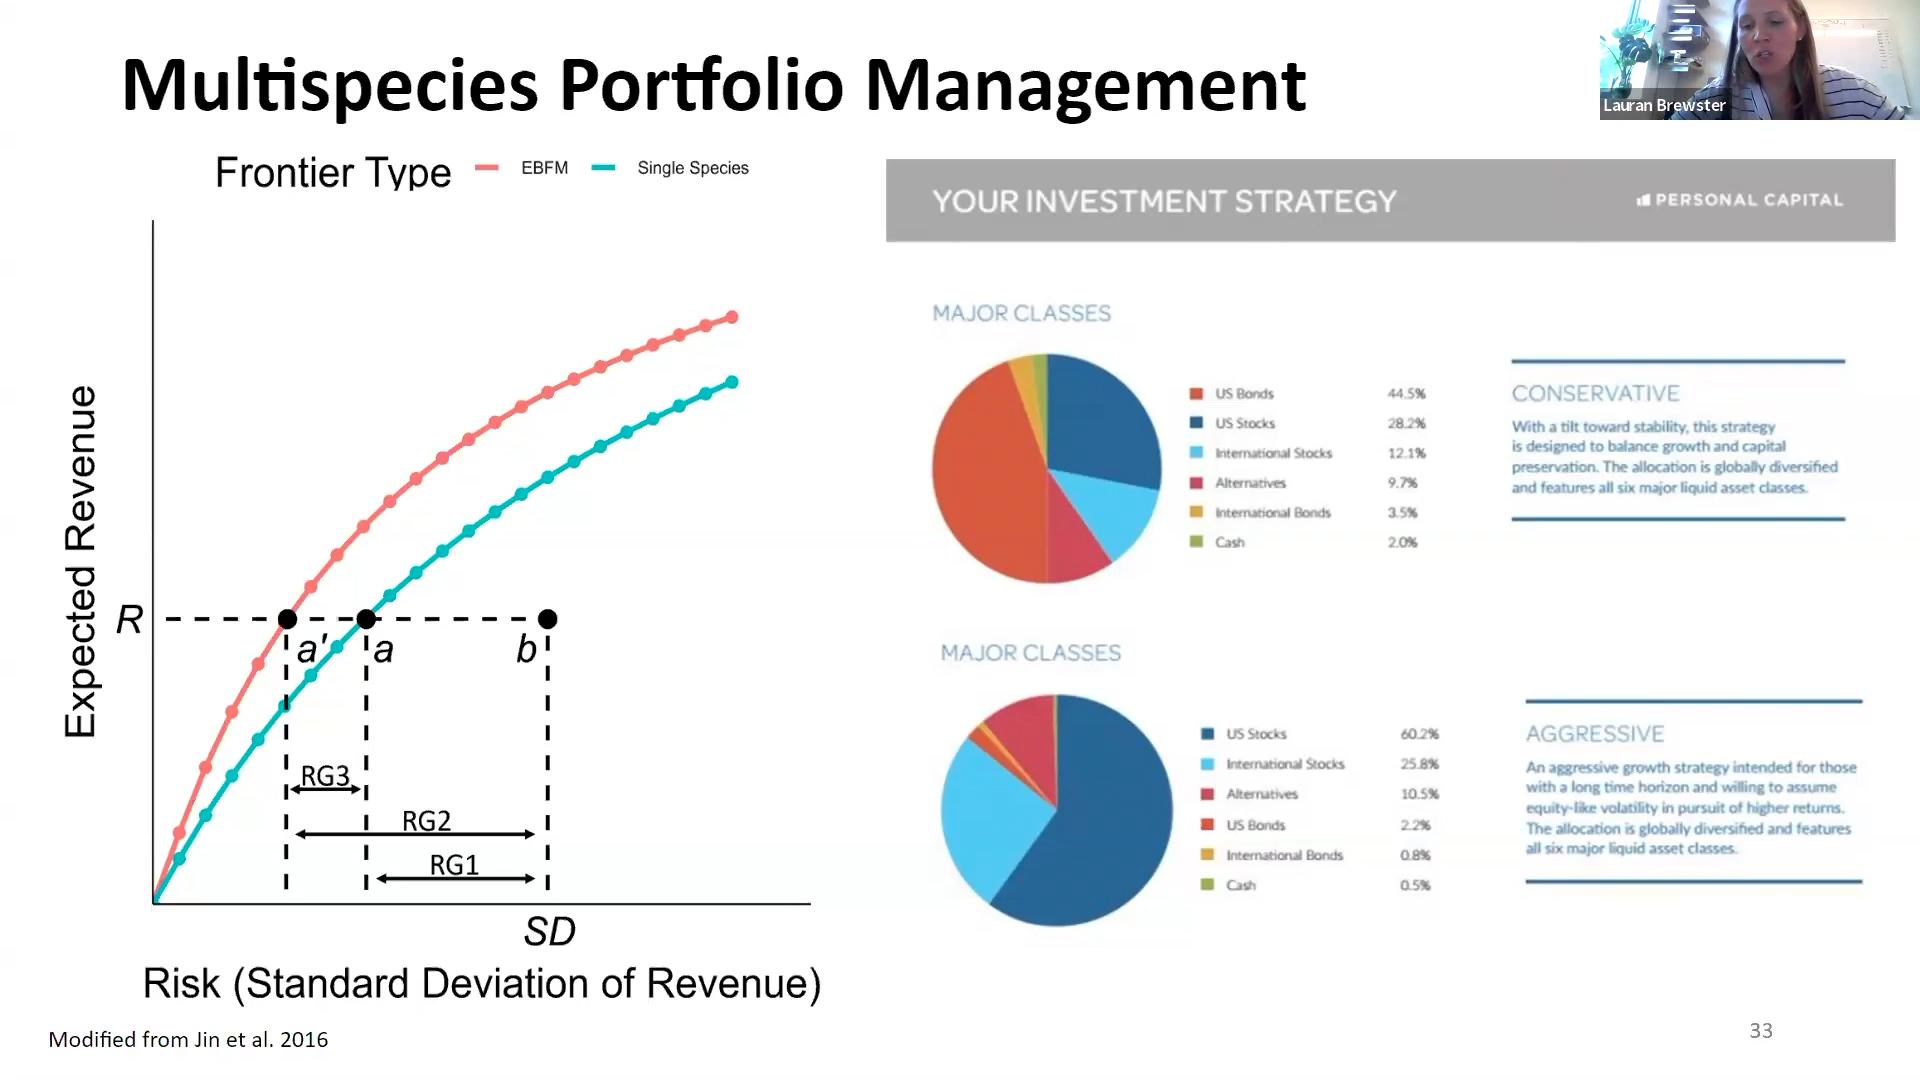 Multispecies Portfolio Management
Lauran Brewster
Frontier Type EBFM Single Species
Expected Revenue
R
a′ a b
RG3
RG2
RG1
SD
Risk (Standard Deviation of Revenue)
Modified from Jin et al. 2016
YOUR INVESTMENT STRATEGY
PERSONAL CAPITAL
MAJOR CLASSES
US Bonds 44.5%
US Stocks 28.2%
International Stocks 12.1%
Alternatives 9.7%
International Bonds 3.5%
Cash 2.0%
CONSERVATIVE
With a tilt toward stability, this strategy
is designed to balance growth and capital
preservation. The allocation is globally diversified
and features all six major liquid asset classes.
MAJOR CLASSES
US Stocks 60.2%
International Stocks 25.8%
Alternatives 10.5%
US Bonds 2.2%
International Bonds 0.8%
Cash 0.5%
AGGRESSIVE
An aggressive growth strategy intended for those
with a long time horizon and willing to assume
equity-like volatility in pursuit of higher returns.
The allocation is globally diversified and features
all six major liquid asset classes.
33